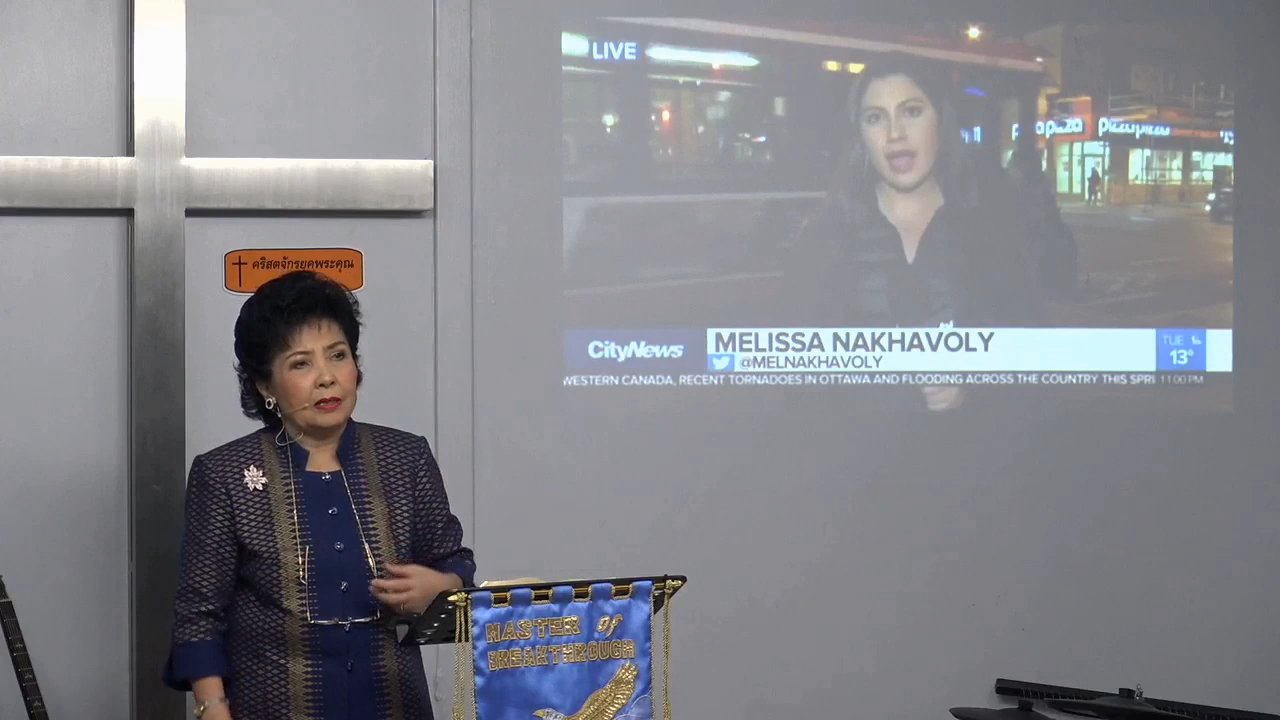 LIVE
pizza pizza
pizza pizza
CityNews
MELISSA NAKHAVOLY
@MELNAKHAVOLY
TUE
13°
WESTERN CANADA, RECENT TORNADOES IN OTTAWA AND FLOODING ACROSS THE COUNTRY THIS SPRI
11:00 PM
คริสตจักรยุคพระคุณ
MASTER of
BREAKTHROUGH